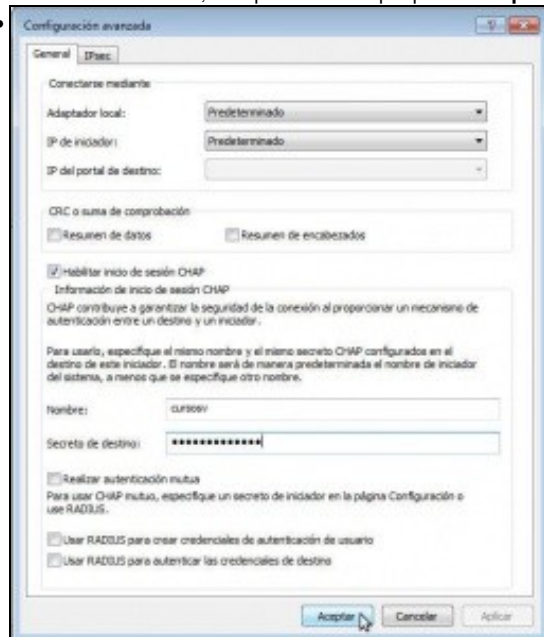 Configuración avanzada
General IPsec
Conectarse mediante
Adaptador local: Predeterminado
IP de iniciador: Predeterminado
IP del portal de destino:
CRC o suma de comprobación
Resumen de datos Resumen de encabezados
Habilitar inicio de sesión CHAP
Información de inicio de sesión CHAP
CHAP contribuye a garantizar la seguridad de la conexión al proporcionar un mecanismo de
autenticación entre un destino y un iniciador.
Para usarlo, especifique el mismo nombre y el mismo secreto CHAP configurados en el
destino de este iniciador. El nombre será de manera predeterminada el nombre de iniciador
del sistema, a menos que se especifique otro nombre.
Nombre: cursosv
Secreto de destino: •••••••••••••
Realizar autenticación mutua
Para usar CHAP mutuo, especifique un secreto de iniciador en la página Configuración o
use RADIUS.
Usar RADIUS para crear credenciales de autenticación de usuario
Usar RADIUS para autenticar las credenciales de destino
Aceptar Cancelar Aplicar